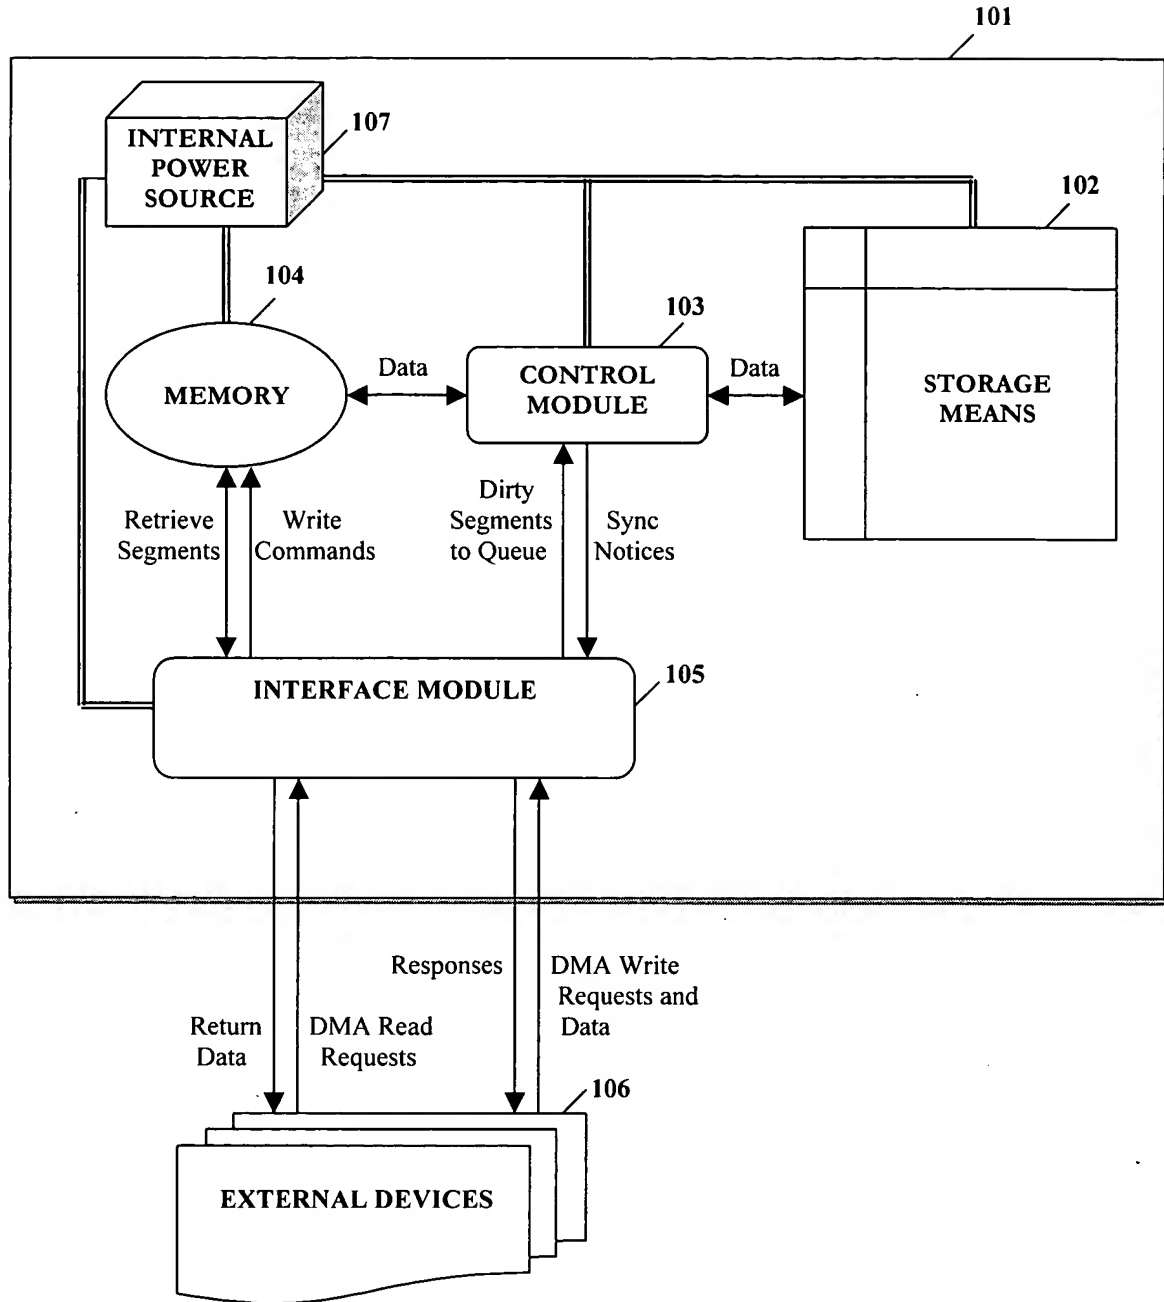 101
INTERNAL
POWER
SOURCE
107
102
104
103
MEMORY
Data
CONTROL
MODULE
Data
STORAGE
MEANS
Retrieve
Segments
Write
Commands
Dirty
Segments
to Queue
Sync
Notices
INTERFACE MODULE
105
Responses
DMA Write
Requests and
Data
Return
Data
DMA Read
Requests
106
EXTERNAL DEVICES